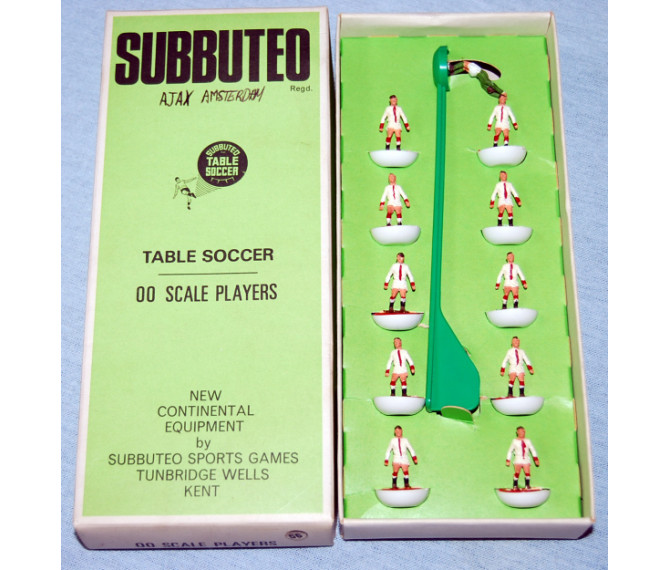 SUBBUTEO
Regd.
AJAX AMSTERDAM
SUBBUTEO
TABLE
SOCCER
TABLE SOCCER
00 SCALE PLAYERS
NEW
CONTINENTAL
EQUIPMENT
by
SUBBUTEO SPORTS GAMES
TUNBRIDGE WELLS
KENT
00 SCALE PLAYERS